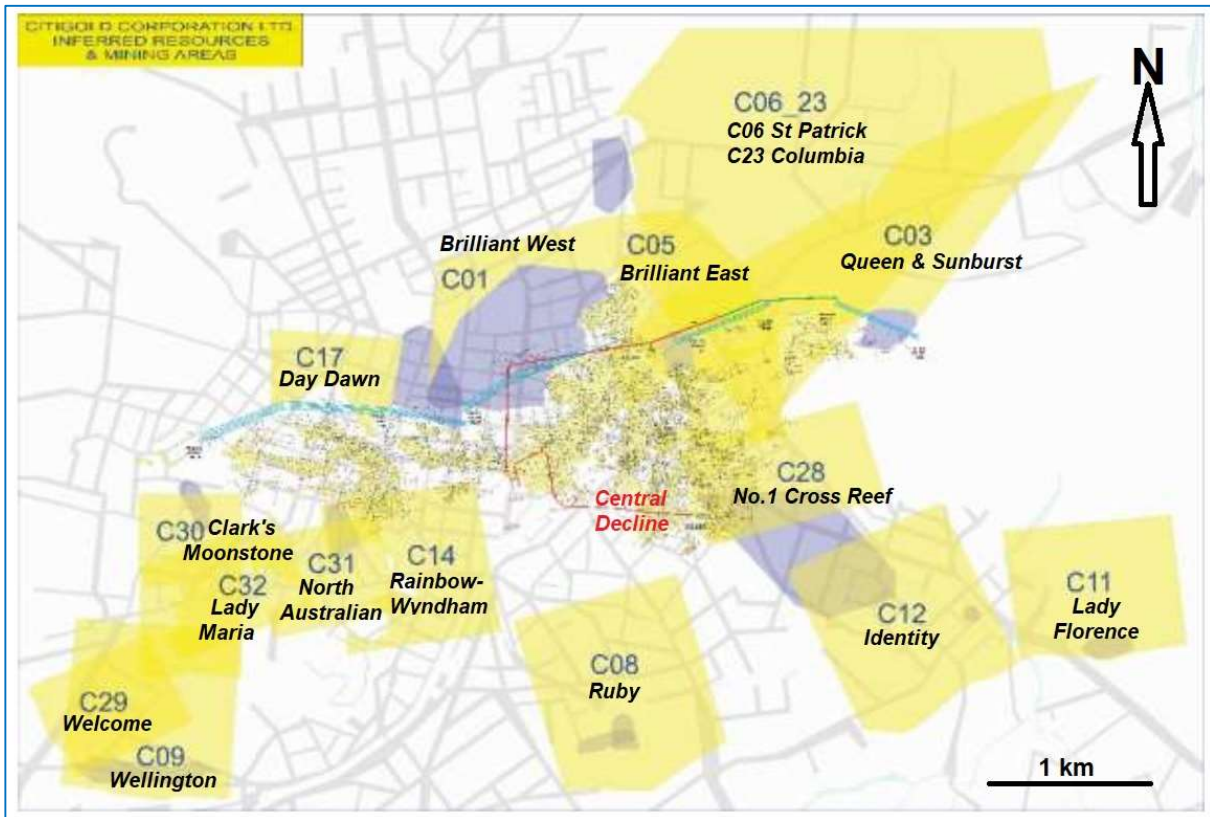 CITIGOLD CORPORATION LTD
INFERRED RESOURCES
& MINING AREAS
N
C06_23
C06 St Patrick
C23 Columbia
C03
Queen & Sunburst
Brilliant West
C01
C05
Brilliant East
C17
Day Dawn
C28
No.1 Cross Reef
Central
Decline
C30
Clark's
Moonstone
C31
North
Australian
C14
Rainbow-
Wyndham
C32
Lady
Maria
C12
Identity
C11
Lady
Florence
C08
Ruby
C29
Welcome
C09
Wellington
1 km